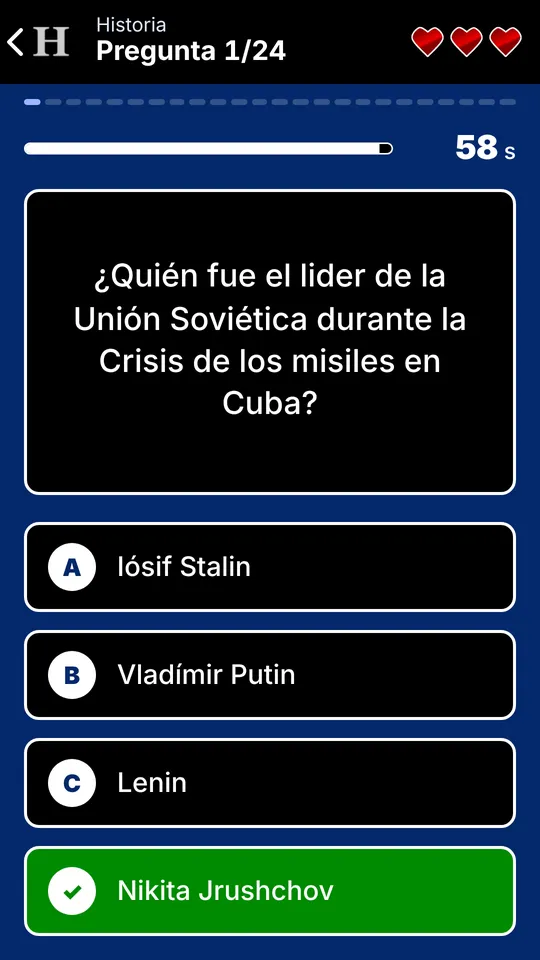 H
Historia
Pregunta 1/24
58 s
¿Quién fue el lider de la
Unión Soviética durante la
Crisis de los misiles en
Cuba?
A Iósif Stalin
B Vladímir Putin
C Lenin
Nikita Jrushchov